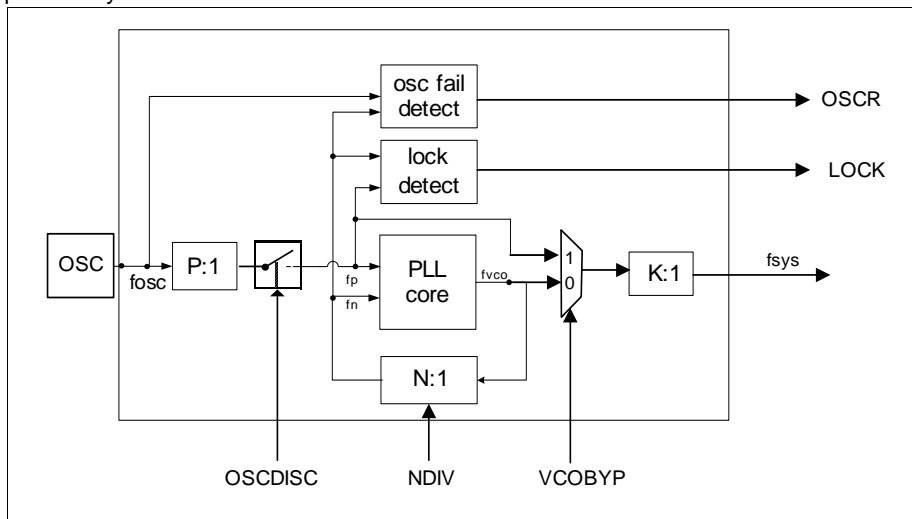 osc fail
detect
OSCR
lock
detect
LOCK
OSC
fosc
P:1
fp
fn
PLL
core
fvco
1
0
K:1
fsys
N:1
OSCDISC
NDIV
VCOBYP